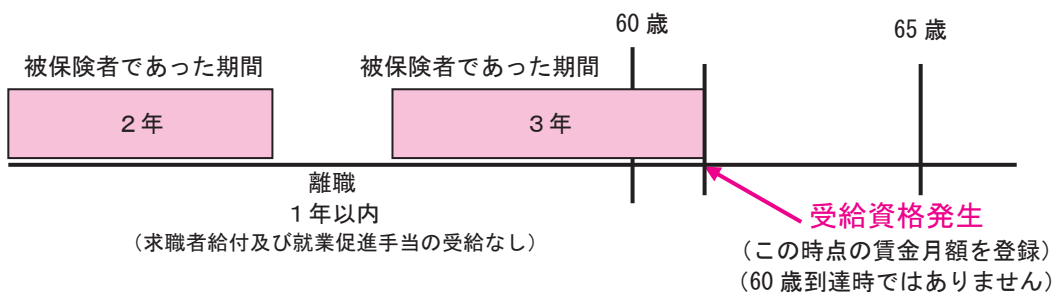 60 歳
65 歳
被保険者であった期間
被保険者であった期間
２年
３年
離職
１年以内
（求職者給付及び就業促進手当の受給なし）
受給資格発生
（この時点の賃金月額を登録）
（60 歳到達時ではありません）